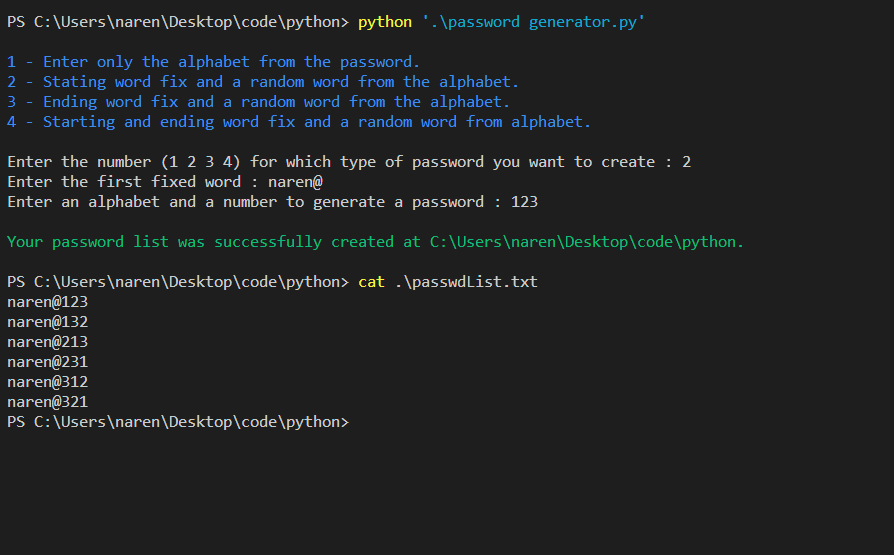 PS C:\Users\naren\Desktop\code\python> python '.\password generator.py'
1 - Enter only the alphabet from the password.
2 - Stating word fix and a random word from the alphabet.
3 - Ending word fix and a random word from the alphabet.
4 - Starting and ending word fix and a random word from alphabet.
Enter the number (1 2 3 4) for which type of password you want to create : 2
Enter the first fixed word : naren@
Enter an alphabet and a number to generate a password : 123
Your password list was successfully created at C:\Users\naren\Desktop\code\python.
PS C:\Users\naren\Desktop\code\python> cat .\passwdList.txt
naren@123
naren@132
naren@213
naren@231
naren@312
naren@321
PS C:\Users\naren\Desktop\code\python>